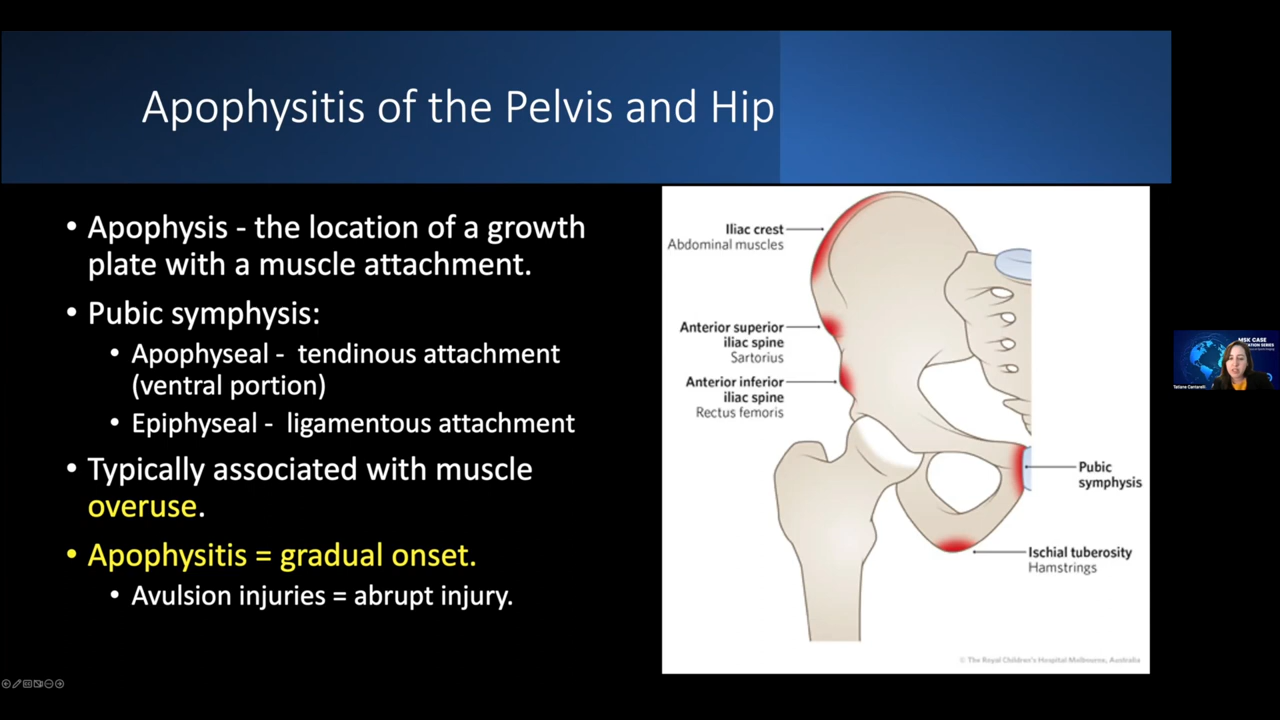 Apophysitis of the Pelvis and Hip
• Apophysis - the location of a growth
plate with a muscle attachment.
• Pubic symphysis:
• Apophyseal - tendinous attachment
(ventral portion)
• Epiphyseal - ligamentous attachment
• Typically associated with muscle
overuse.
• Apophysitis = gradual onset.
• Avulsion injuries = abrupt injury.
Iliac crest
Abdominal muscles
Anterior superior
iliac spine
Sartorius
Anterior inferior
iliac spine
Rectus femoris
Pubic
symphysis
Ischial tuberosity
Hamstrings
© The Royal Children's Hospital Melbourne, Australia
MSK CASE